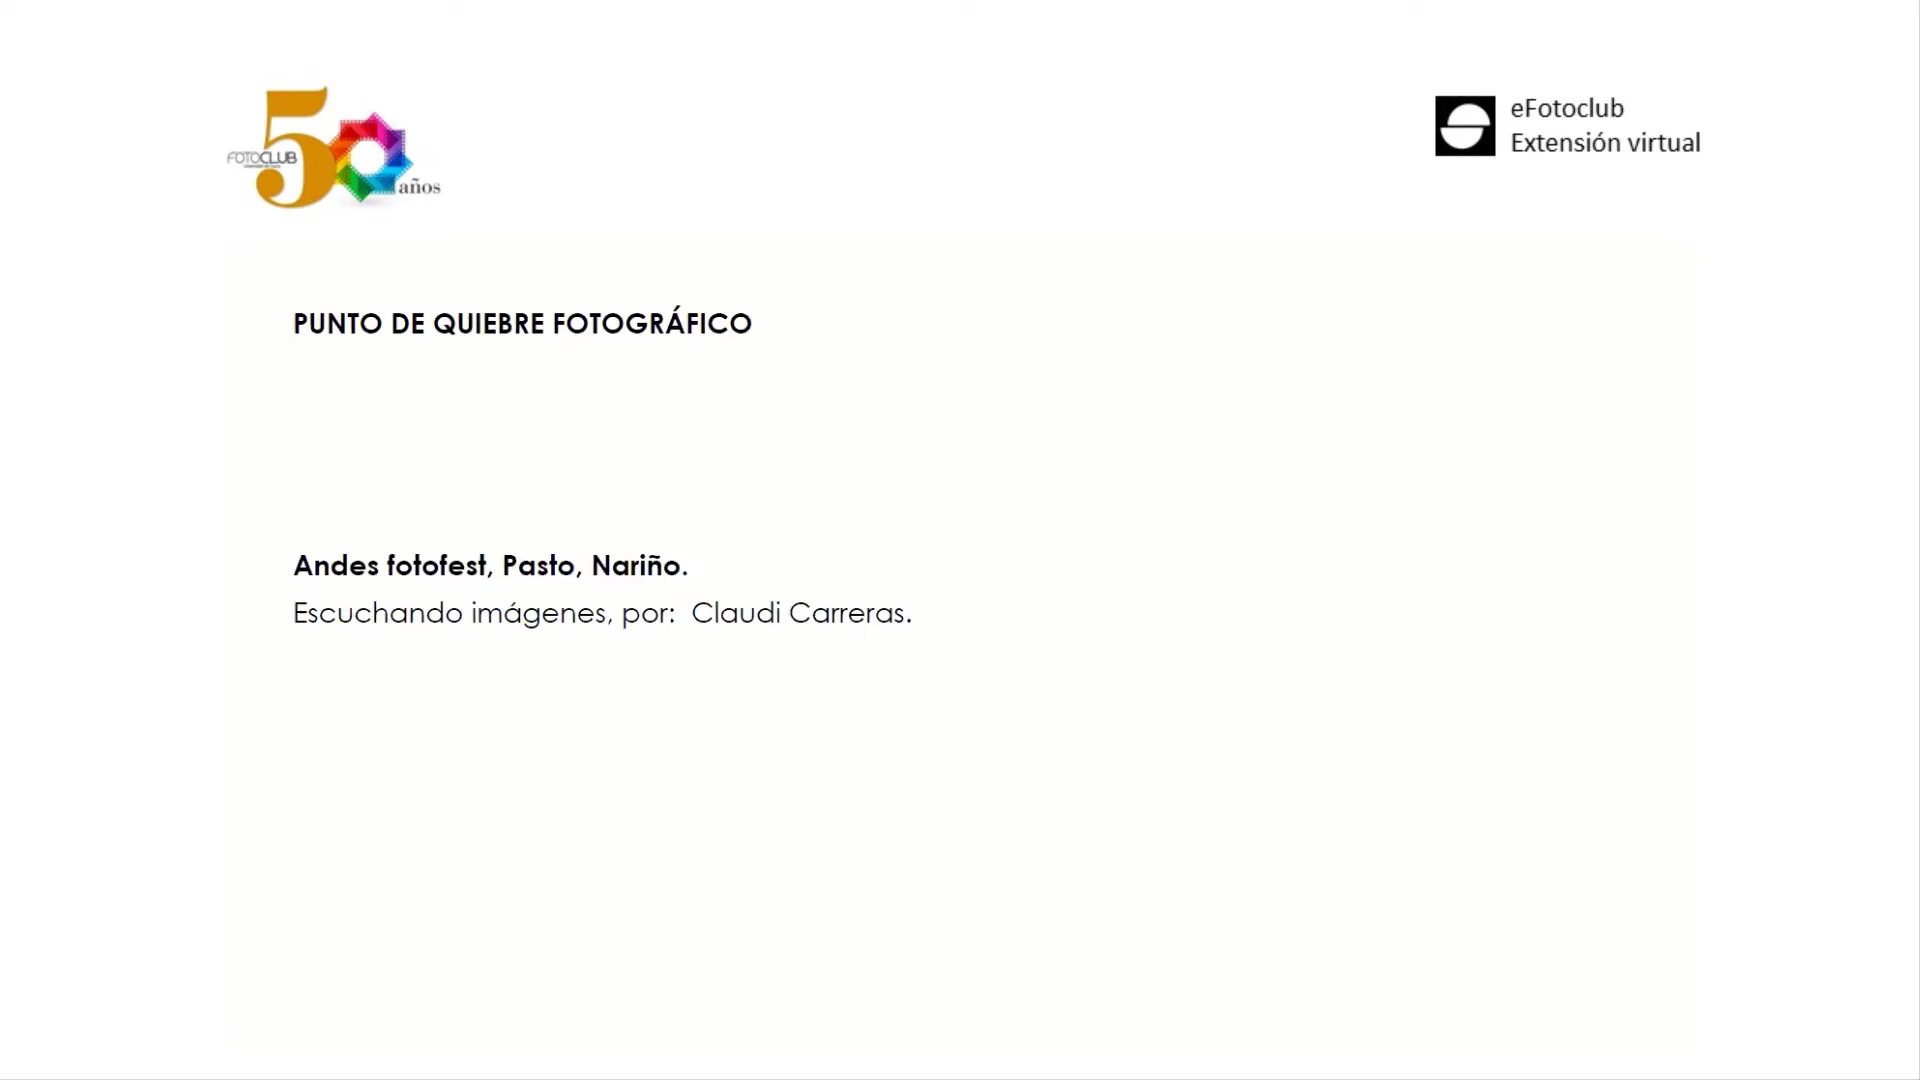 50
FOTOCLUB
años
eFotoclub
Extensión virtual
PUNTO DE QUIEBRE FOTOGRÁFICO
Andes fotofest, Pasto, Nariño.
Escuchando imágenes, por: Claudi Carreras.